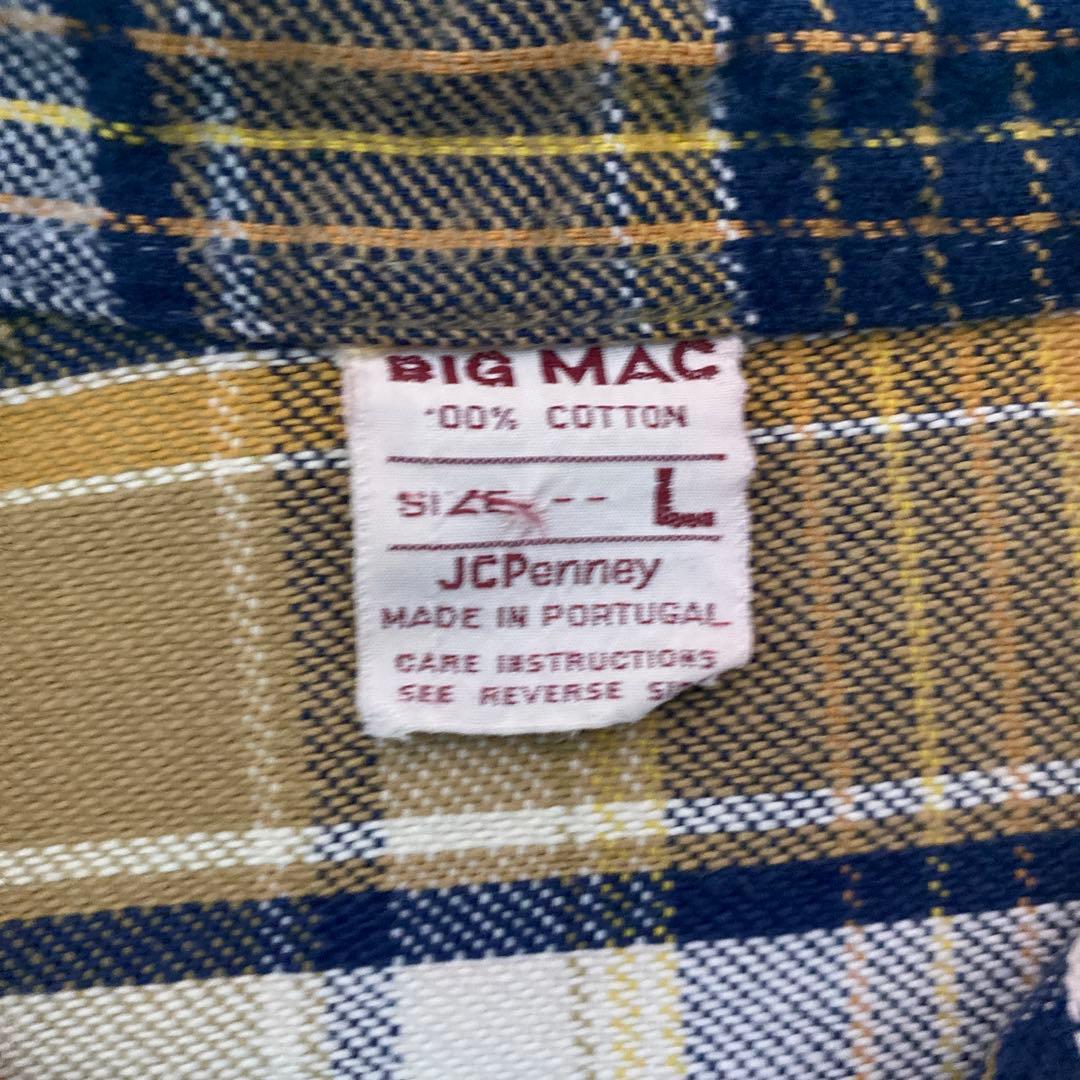 BIG MAC
100% COTTON
SIZE -- L
JCPenney
MADE IN PORTUGAL
CARE INSTRUCTIONS
SEE REVERSE